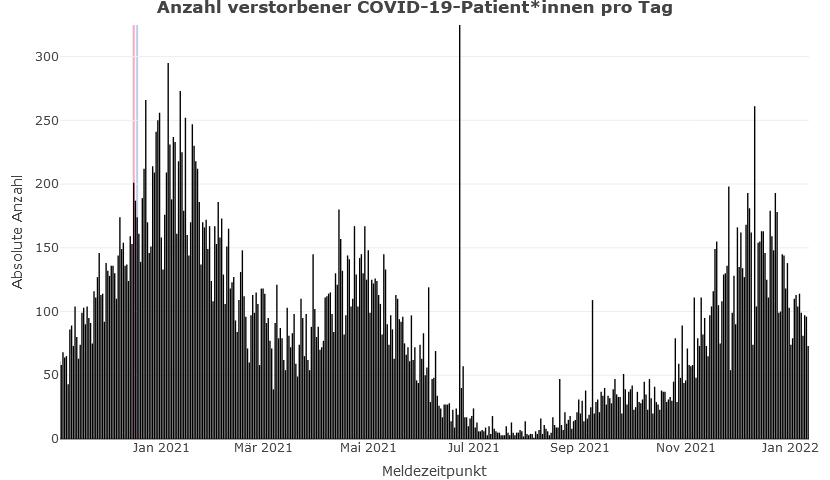 Anzahl verstorbener COVID-19-Patient*innen pro Tag
Absolute Anzahl
300
250
200
150
100
50
0
Jan 2021
Mär 2021
Mai 2021
Jul 2021
Sep 2021
Nov 2021
Jan 2022
Meldezeitpunkt